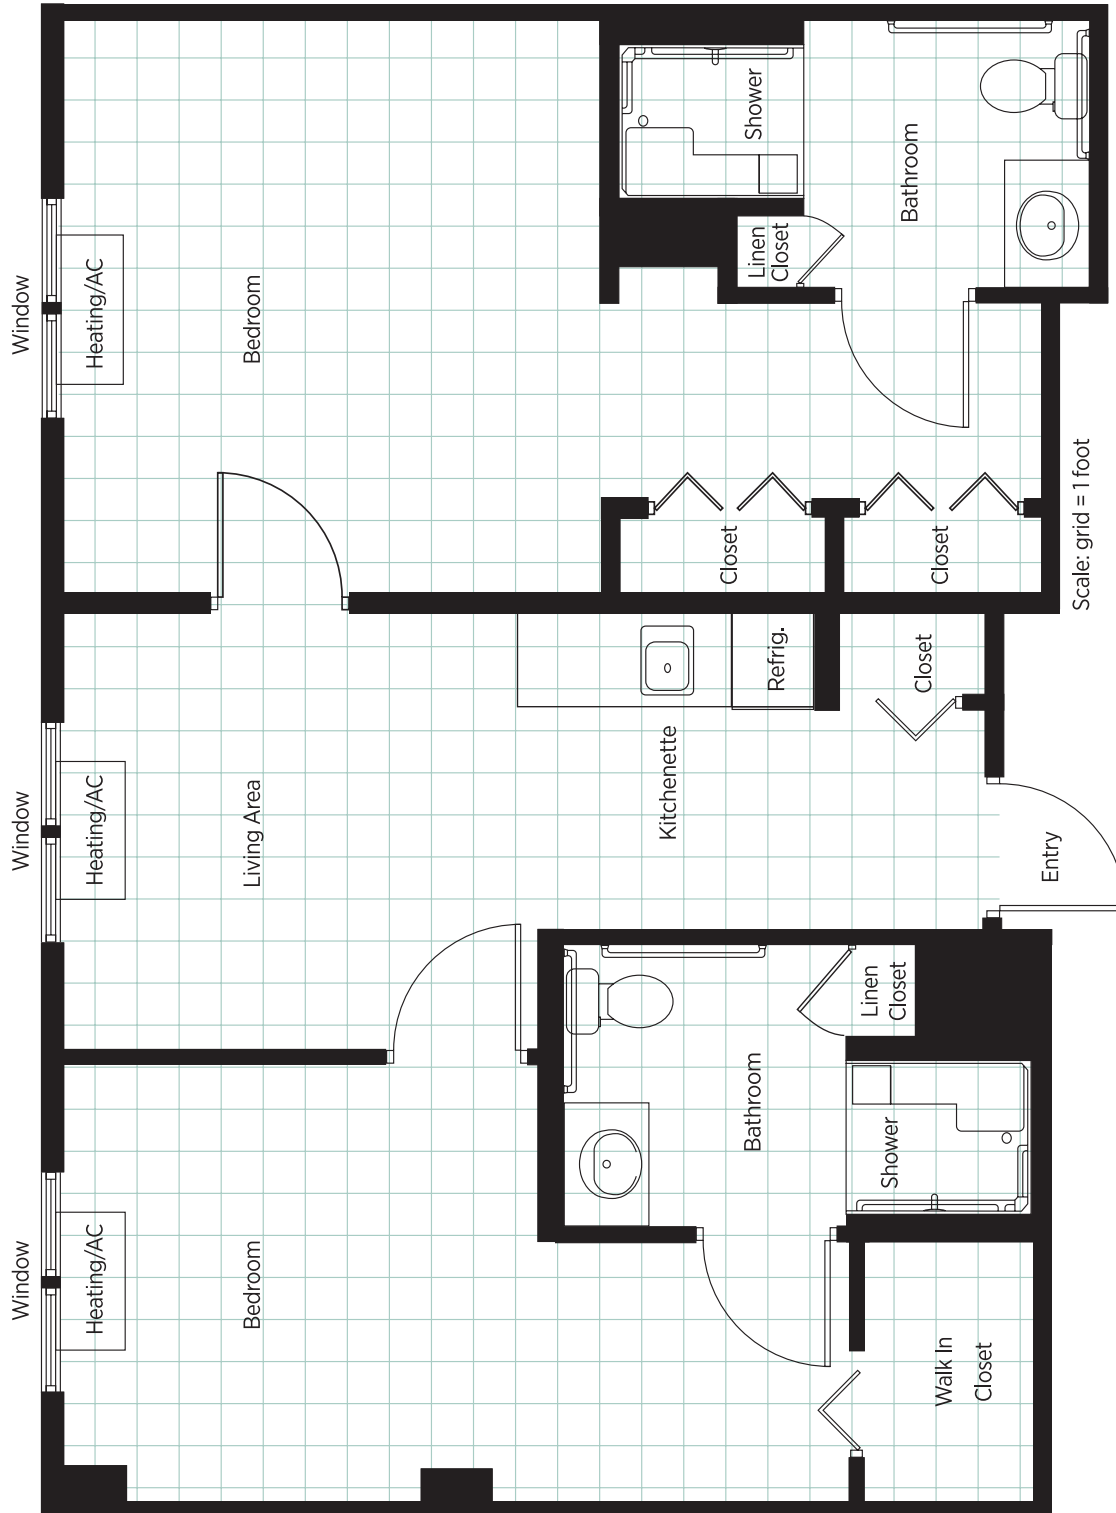 Window
Heating/AC
Bedroom
Walk In
Closet
Bathroom
Shower
Linen
Closet
Window
Heating/AC
Living Area
Kitchenette
Refrig.
Closet
Entry
Window
Heating/AC
Bedroom
Closet
Closet
Linen
Closet
Shower
Bathroom
Scale: grid = 1 foot